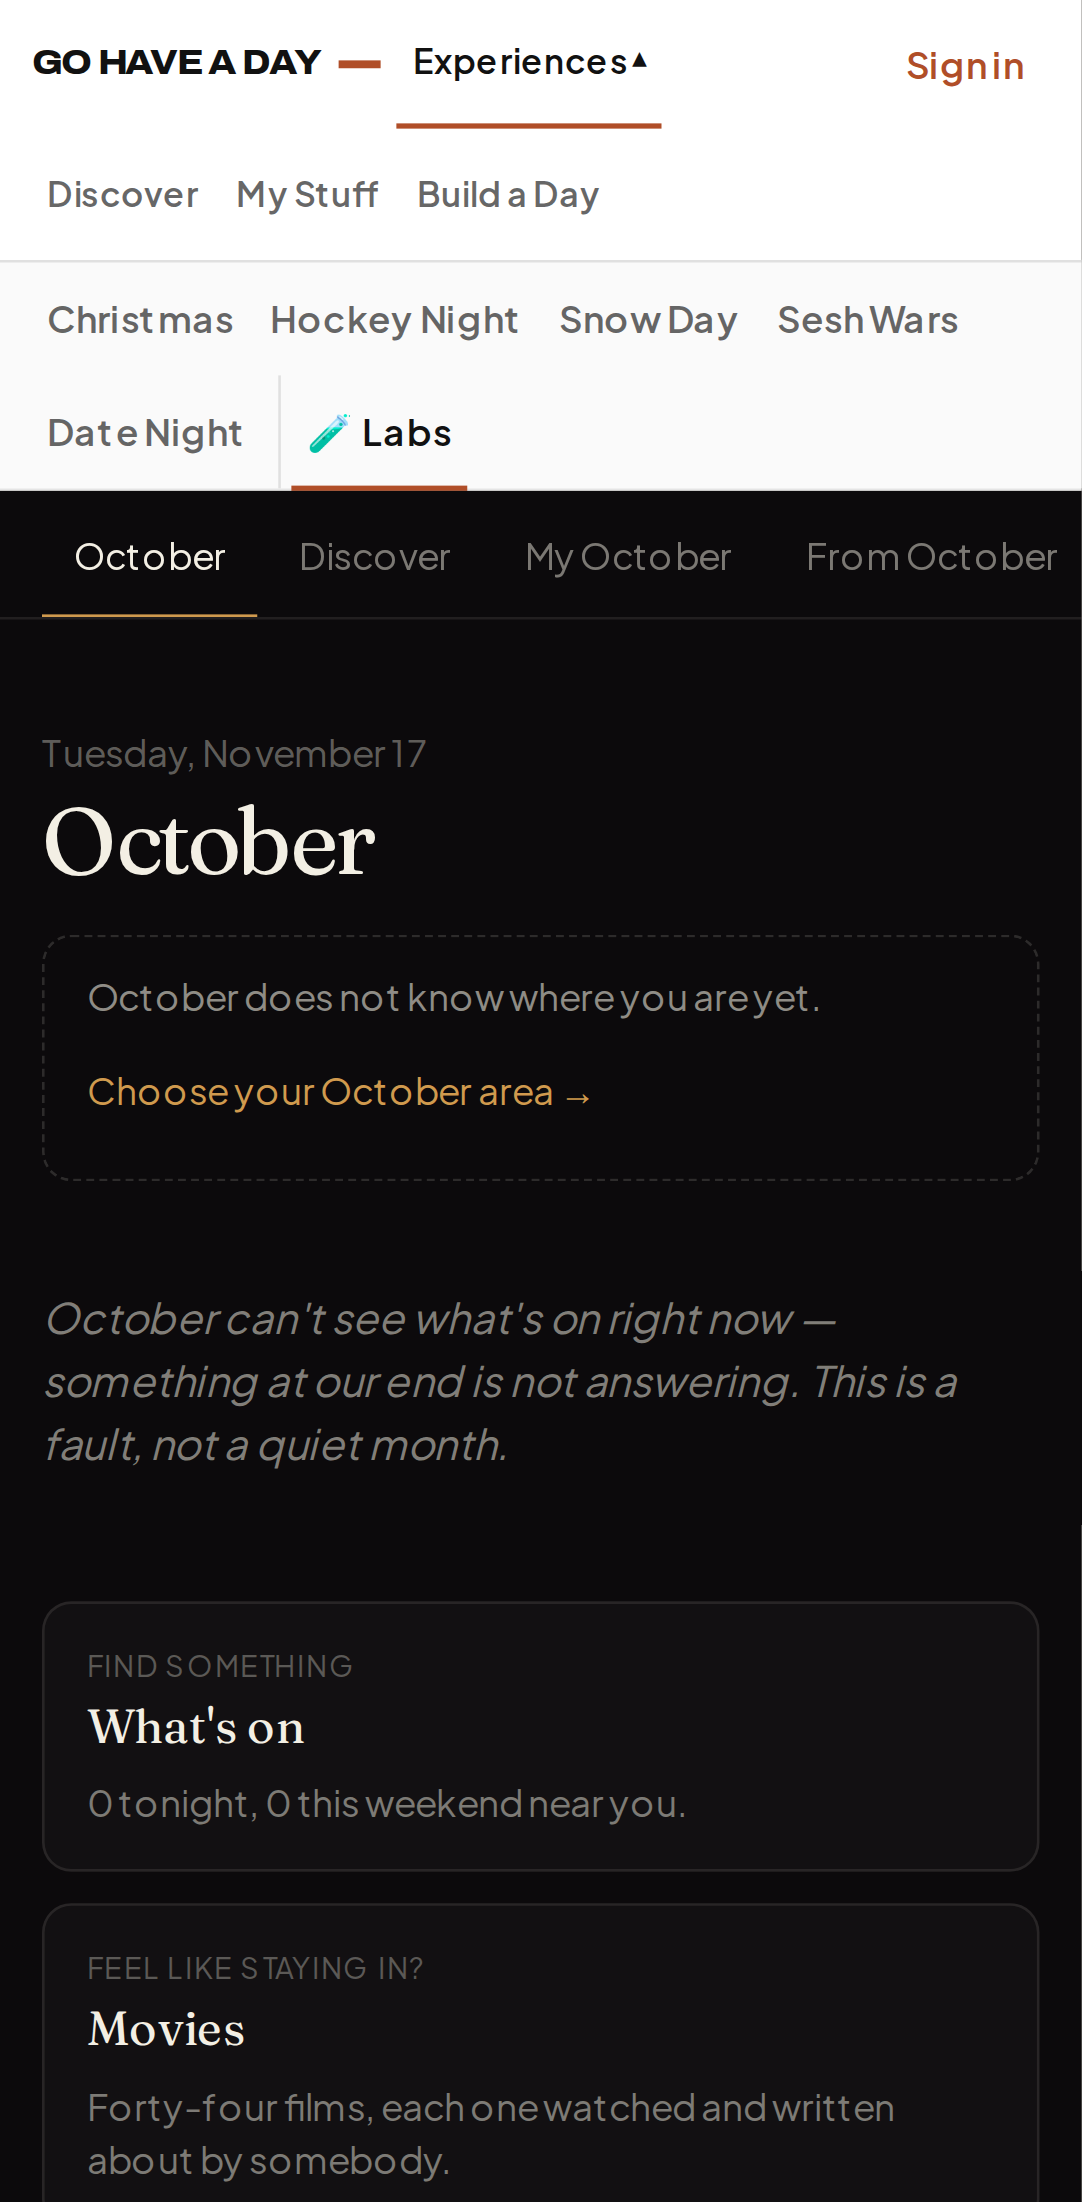 GO HAVE A DAY — Experiences ▲ Sign in
Discover My Stuff Build a Day
Christmas Hockey Night Snow Day Sesh Wars
Date Night 🧪 Labs
October Discover My October From October
Tuesday, November 17
October
October does not know where you are yet.
Choose your October area →
October can't see what's on right now —
something at our end is not answering. This is a
fault, not a quiet month.
FIND SOMETHING
What's on
0 tonight, 0 this weekend near you.
FEEL LIKE STAYING IN?
Movies
Forty-four films, each one watched and written
about by somebody.